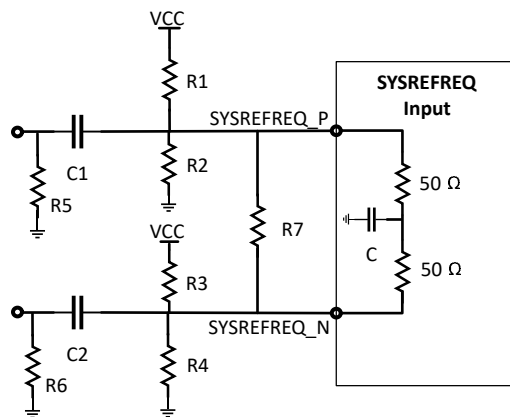 VCC
R1
SYSREFREQ
Input
SYSREFREQ_P
C1
R2
R5
50 Ω
VCC
R7
C
R3
50 Ω
SYSREFREQ_N
C2
R4
R6